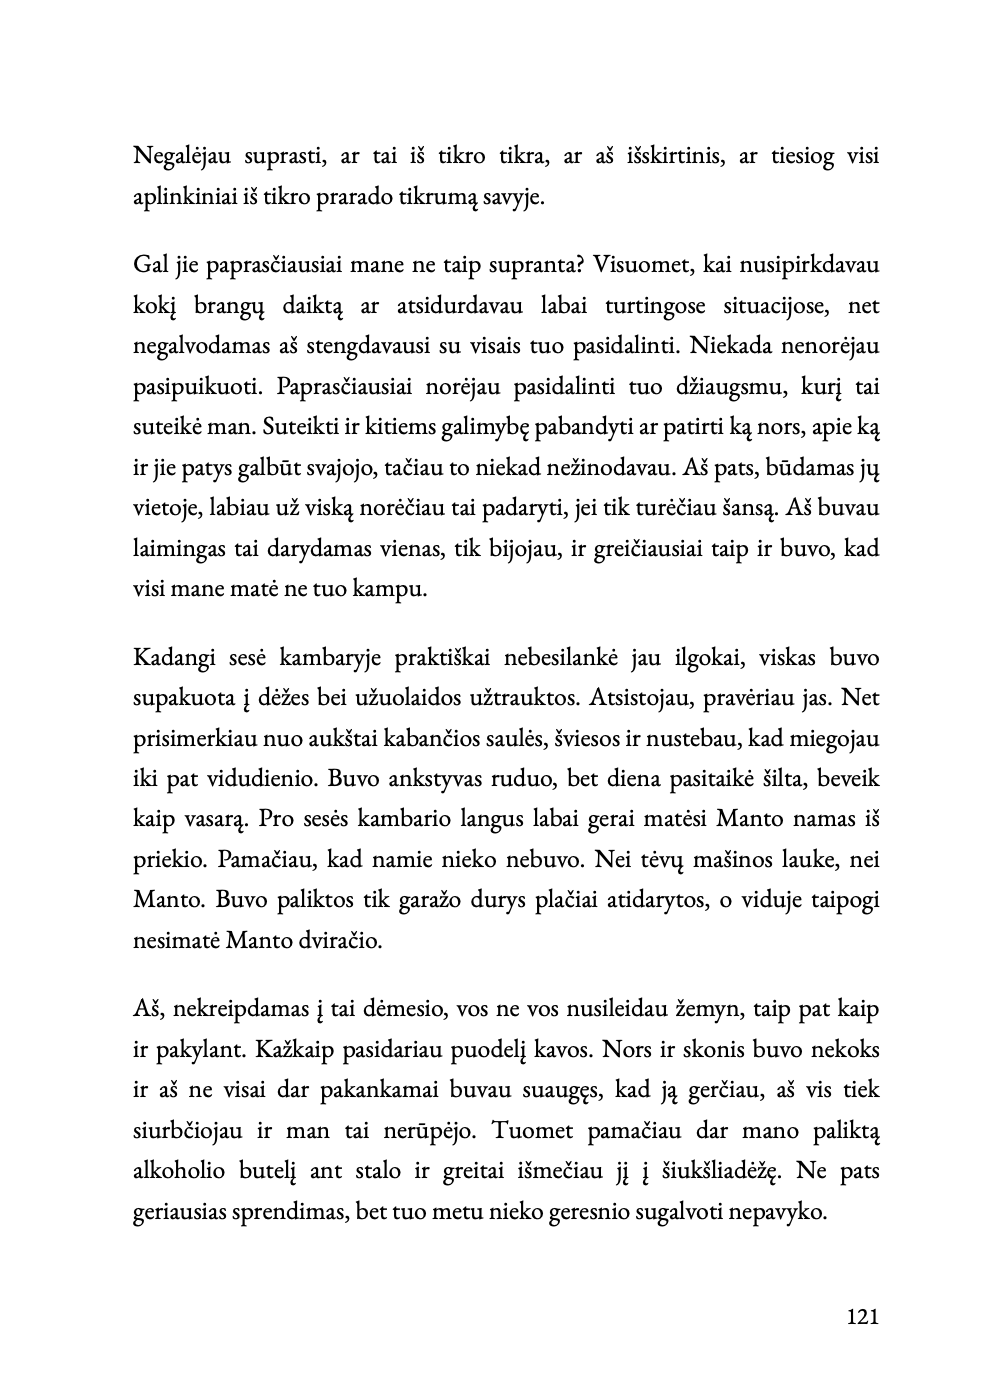 Negalėjau suprasti, ar tai iš tikro tikra, ar aš išskirtinis, ar tiesiog visi
aplinkiniai iš tikro prarado tikrumą savyje.
Gal jie paprasčiausiai mane ne taip supranta? Visuomet, kai nusipirkdavau
kokį brangų daiktą ar atsidurdavau labai turtingose situacijose, net
negalvodamas aš stengdavausi su visais tuo pasidalinti. Niekada nenorėjau
pasipuikuoti. Paprasčiausiai norėjau pasidalinti tuo džiaugsmu, kurį tai
suteikė man. Suteikti ir kitiems galimybę pabandyti ar patirti ką nors, apie ką
ir jie patys galbūt svajojo, tačiau to niekad nežinodavau. Aš pats, būdamas jų
vietoje, labiau už viską norėčiau tai padaryti, jei tik turėčiau šansą. Aš buvau
laimingas tai darydamas vienas, tik bijojau, ir greičiausiai taip ir buvo, kad
visi mane matė ne tuo kampu.
Kadangi sesė kambaryje praktiškai nebesilankė jau ilgokai, viskas buvo
supakuota į dėžes bei užuolaidos užtrauktos. Atsistojau, pravėriau jas. Net
prisimerkiau nuo aukštai kabančios saulės, šviesos ir nustebau, kad miegojau
iki pat vidudienio. Buvo ankstyvas ruduo, bet diena pasitaikė šilta, beveik
kaip vasarą. Pro sesės kambario langus labai gerai matėsi Manto namas iš
priekio. Pamačiau, kad namie nieko nebuvo. Nei tėvų mašinos lauke, nei
Manto. Buvo paliktos tik garažo durys plačiai atidarytos, o viduje taipogi
nesimatė Manto dviračio.
Aš, nekreipdamas į tai dėmesio, vos ne vos nusileidau žemyn, taip pat kaip
ir pakylant. Kažkaip pasidariau puodelį kavos. Nors ir skonis buvo nekoks
ir aš ne visai dar pakankamai buvau suaugęs, kad ją gerčiau, aš vis tiek
siurbčiojau ir man tai nerūpėjo. Tuomet pamačiau dar mano paliktą
alkoholio butelį ant stalo ir greitai išmečiau jį į šiukšliadėžę. Ne pats
geriausias sprendimas, bet tuo metu nieko geresnio sugalvoti nepavyko.
121